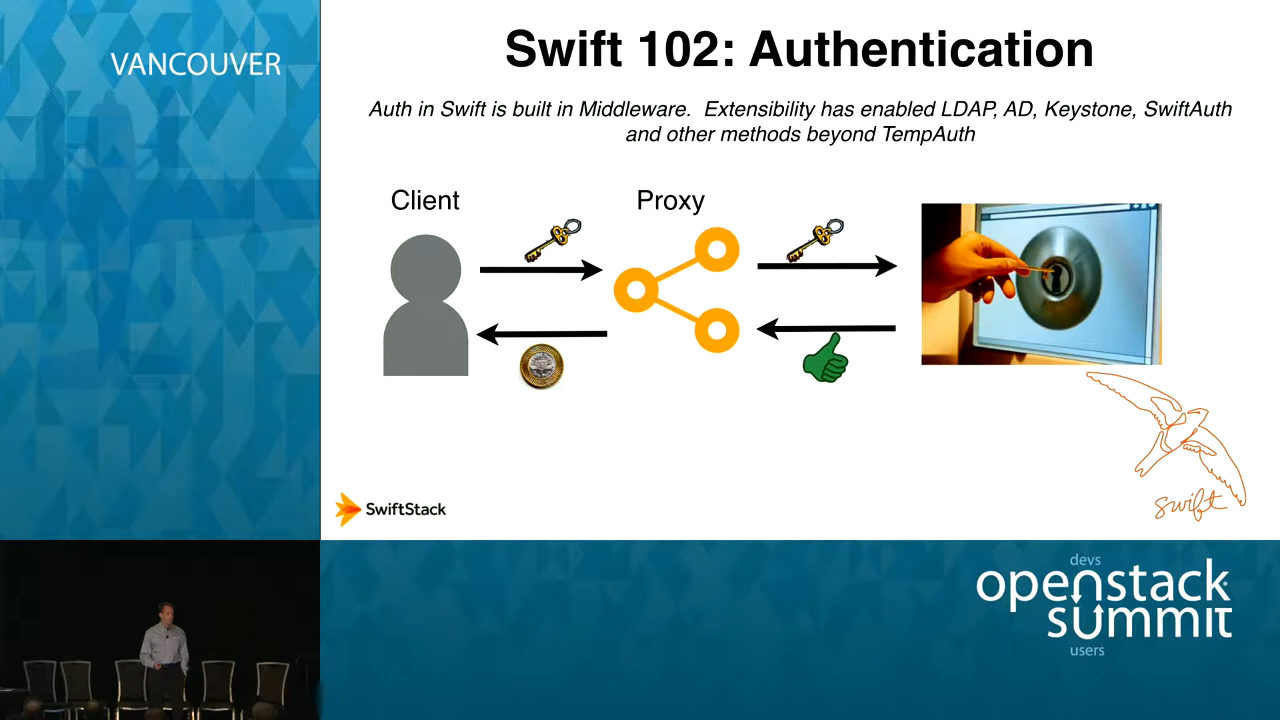 VANCOUVER
Swift 102: Authentication
Auth in Swift is built in Middleware.  Extensibility has enabled LDAP, AD, Keystone, SwiftAuth
and other methods beyond TempAuth
Client
Proxy
SwiftStack
swift
devs
openstack
summit
users